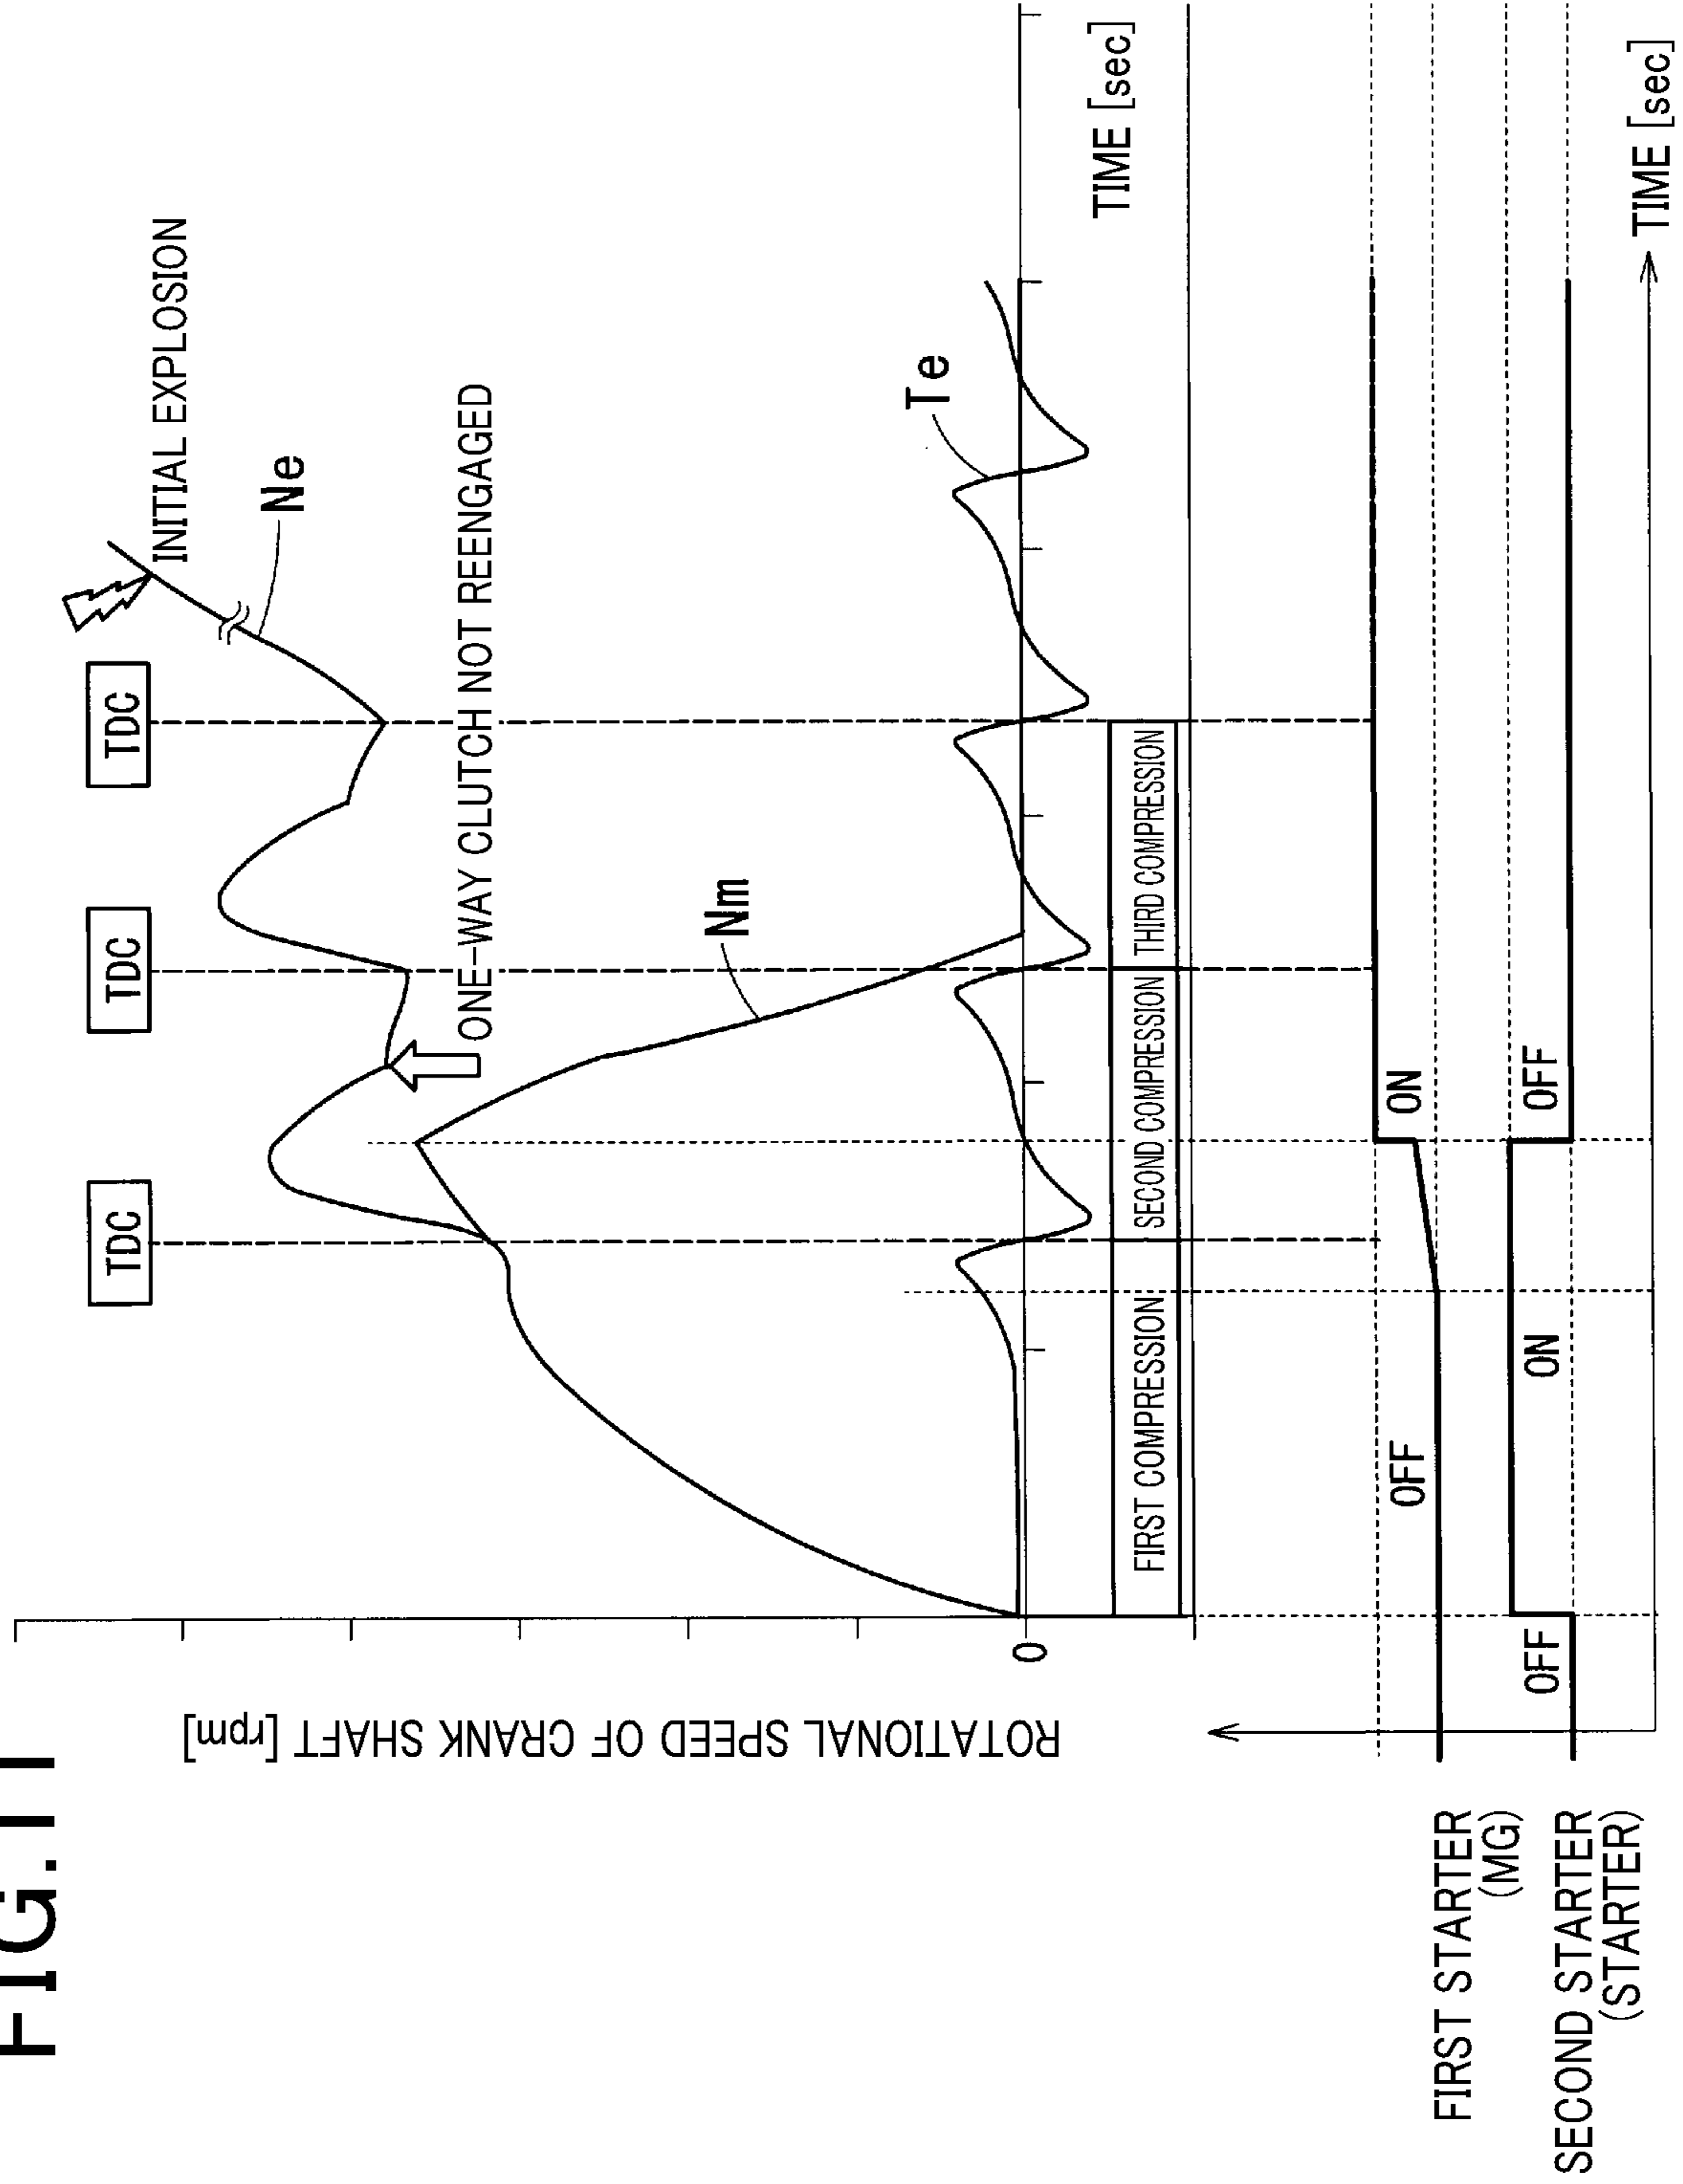 FIG.11
TDC
TDC
TDC
INITIAL EXPLOSION
Ne
ONE-WAY CLUTCH NOT REENGAGED
Nm
Te
ROTATIONAL SPEED OF CRANK SHAFT [rpm]
0
TIME [sec]
FIRST COMPRESSION
SECOND COMPRESSION
THIRD COMPRESSION
FIRST STARTER
(MG)
OFF
ON
SECOND STARTER
(STARTER)
OFF
ON
OFF
TIME [sec]